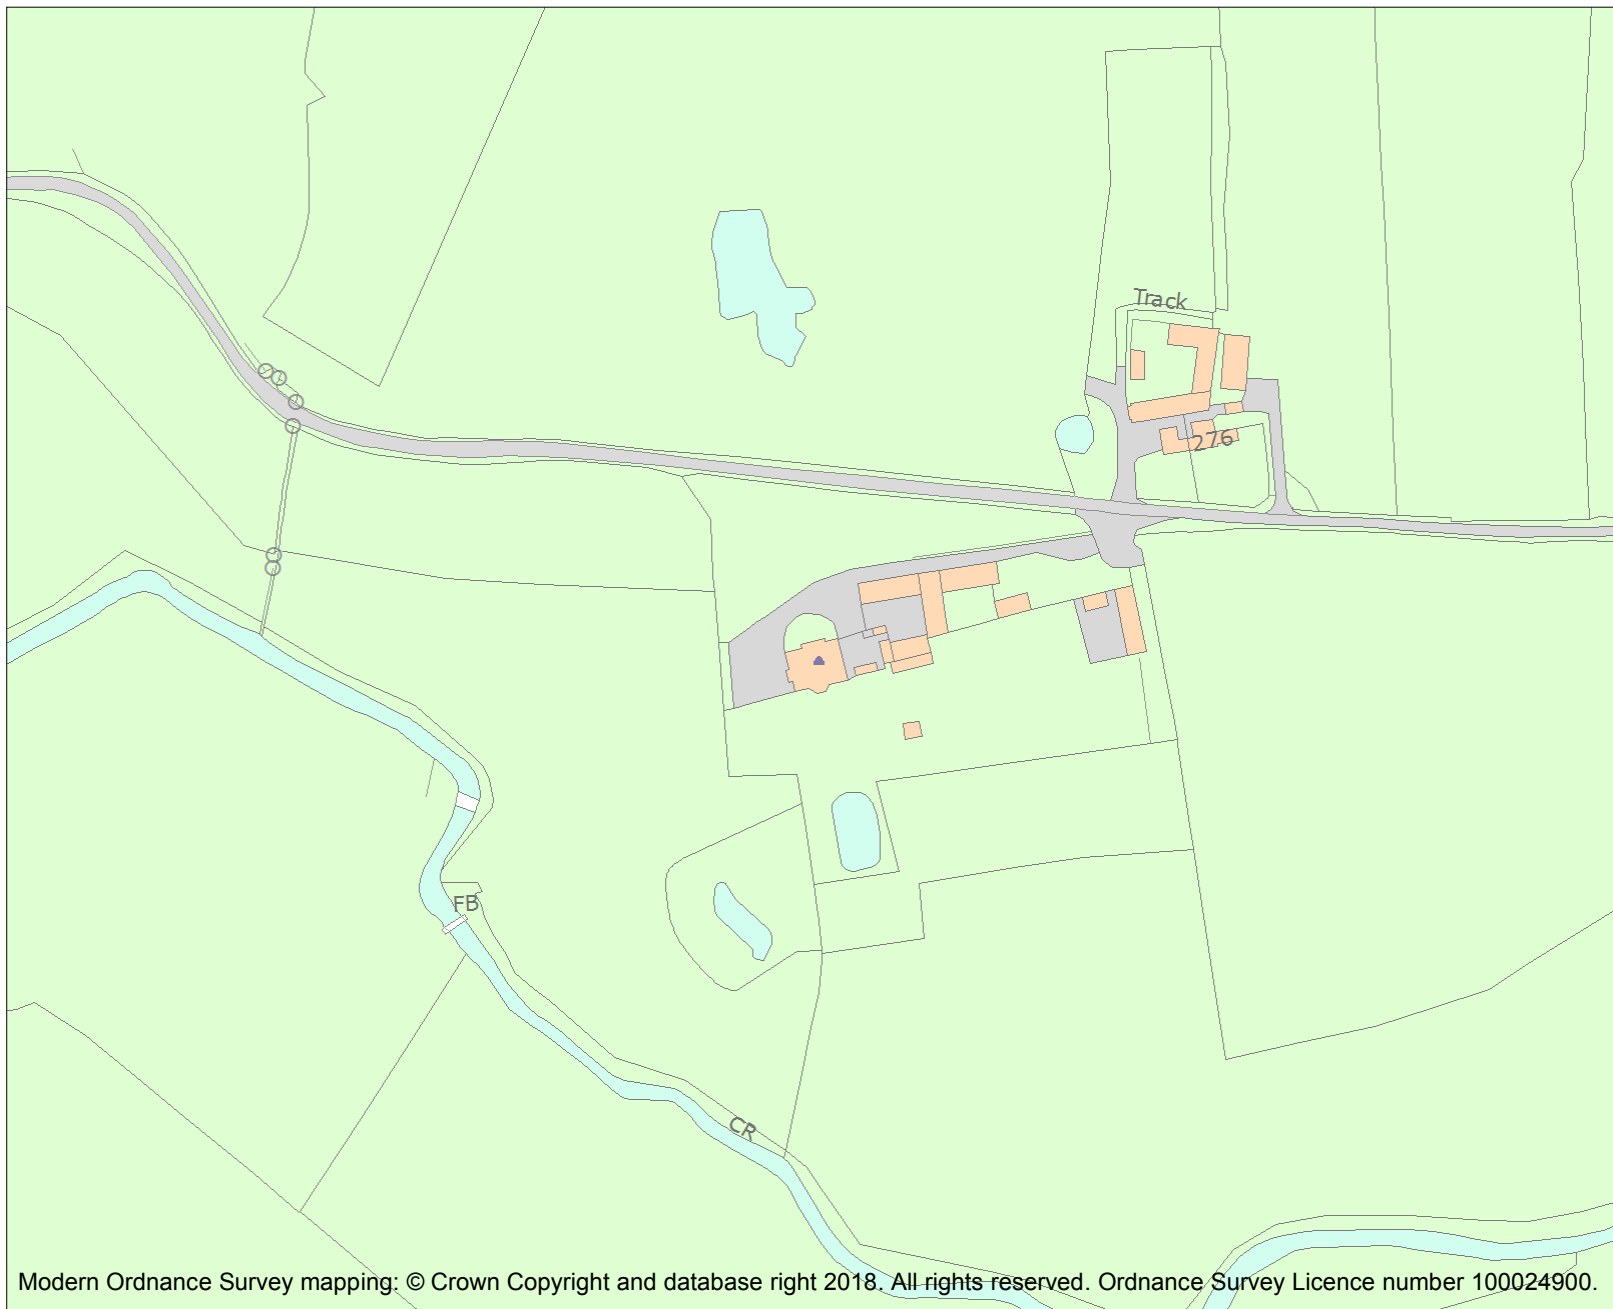 Track
276
FB
CR
Modern Ordnance Survey mapping: © Crown Copyright and database right 2018. All rights reserved. Ordnance Survey Licence number 100024900.